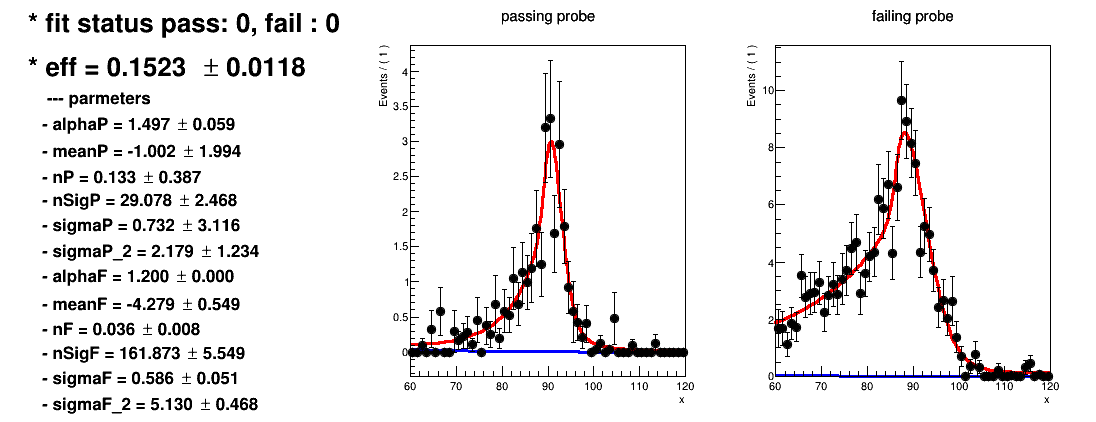 * fit status pass: 0, fail : 0
* eff = 0.1523 ± 0.0118
--- parmeters
- alphaP = 1.497 ± 0.059
- meanP = -1.002 ± 1.994
- nP = 0.133 ± 0.387
- nSigP = 29.078 ± 2.468
- sigmaP = 0.732 ± 3.116
- sigmaP_2 = 2.179 ± 1.234
- alphaF = 1.200 ± 0.000
- meanF = -4.279 ± 0.549
- nF = 0.036 ± 0.008
- nSigF = 161.873 ± 5.549
- sigmaF = 0.586 ± 0.051
- sigmaF_2 = 5.130 ± 0.468
passing probe
Events / ( 1 )
4
3.5
3
2.5
2
1.5
1
0.5
0
60 70 80 90 100 110 120
x
failing probe
Events / ( 1 )
10
8
6
4
2
0
60 70 80 90 100 110 120
x